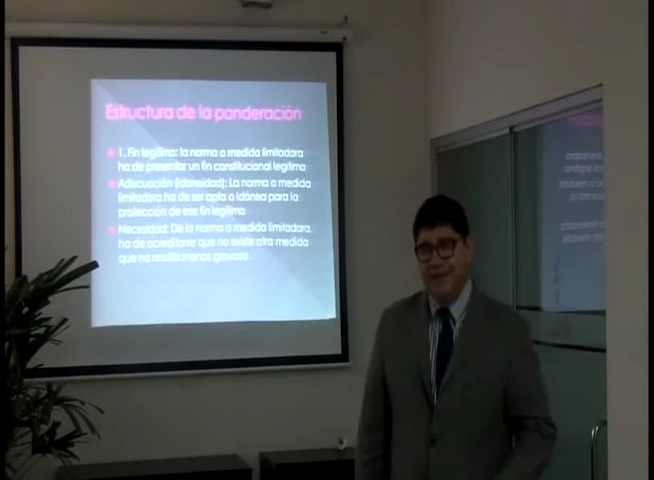 Estructura de la ponderación
1. Fin legítimo: la norma o medida limitadora
ha de presentar un fin constitucional legítimo
Adecuación (idoneidad): La norma o medida
limitadora ha de ser apta o idónea para la
protección de ese fin legítimo
Necesidad: De la norma o medida limitadora,
ha de acreditarse que no existe otra medida
que no resulte menos gravosa